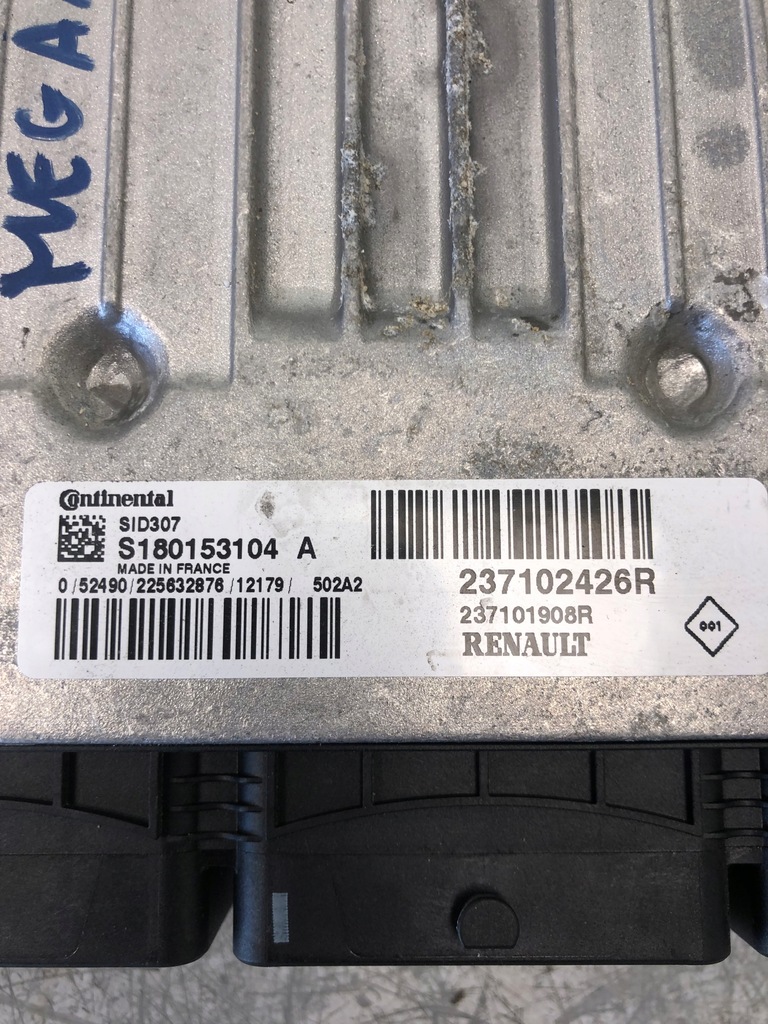 MEGA
Continental
SID307
S180153104 A
MADE IN FRANCE
0/52490/225632876/12179/ 502A2
237102426R
237101908R
RENAULT
001